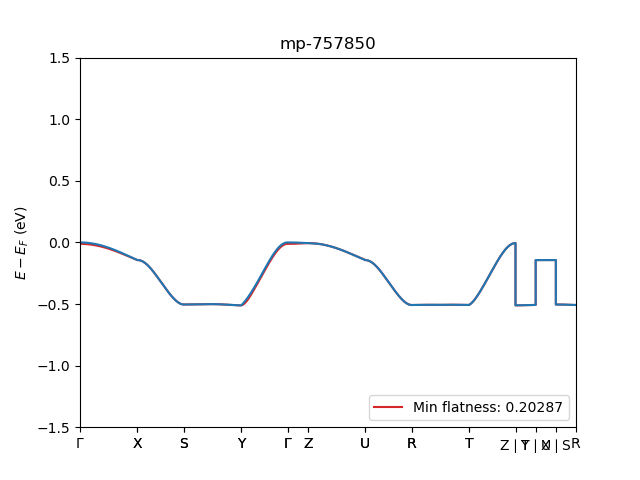 mp-757850
E − E_F (eV)
1.5
1.0
0.5
0.0
−0.5
−1.0
−1.5
Min flatness: 0.20287
Γ X S Y Γ Z U R T Z | Y | X | S R